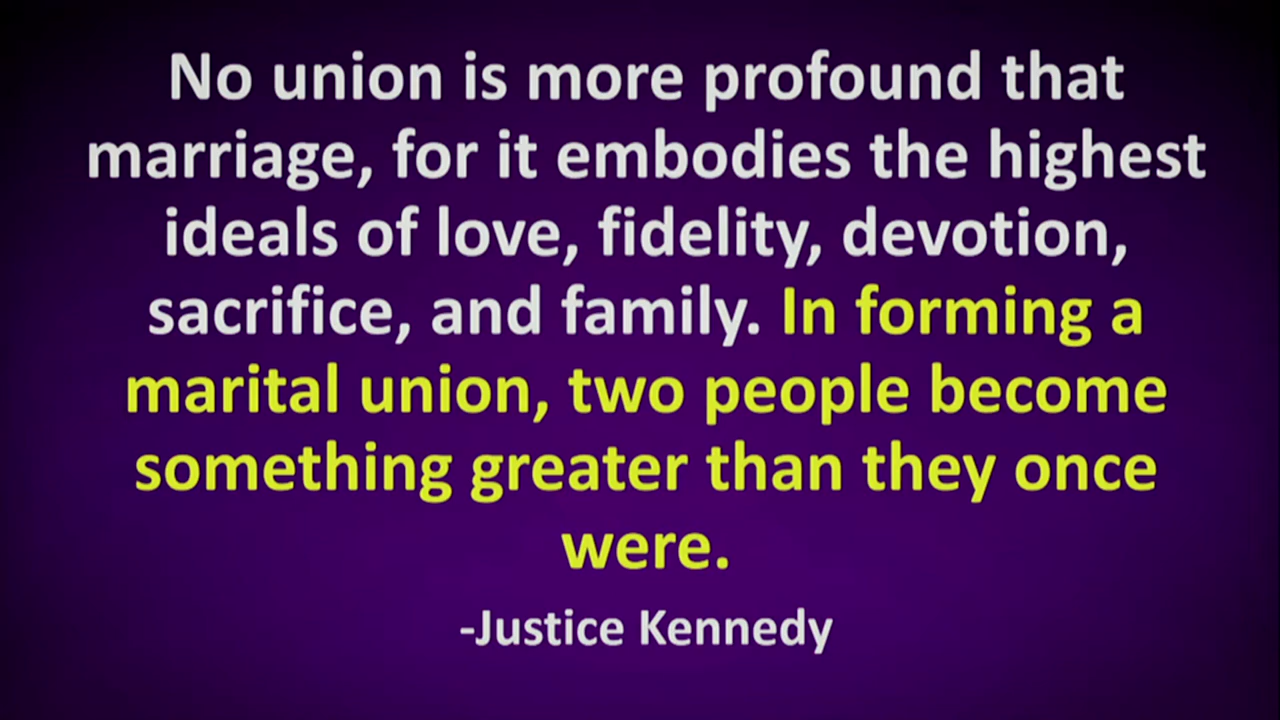 No union is more profound that
marriage, for it embodies the highest
ideals of love, fidelity, devotion,
sacrifice, and family. In forming a
marital union, two people become
something greater than they once
were.
-Justice Kennedy